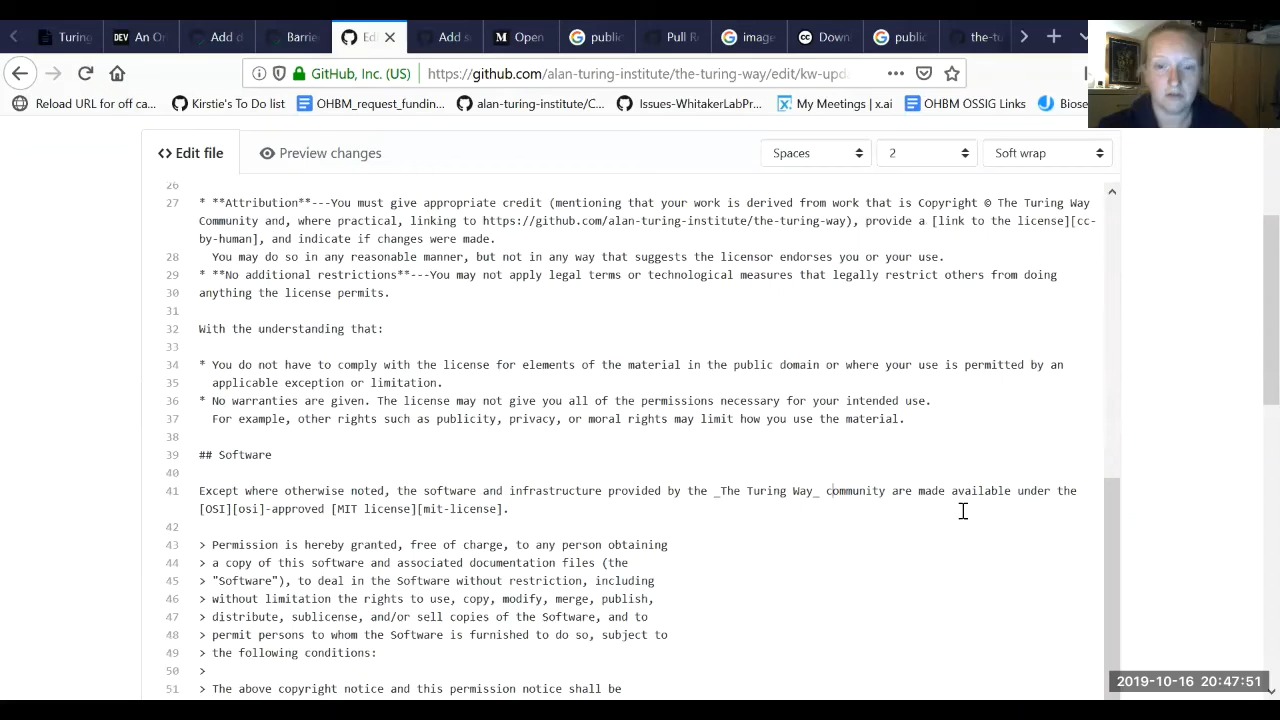 Turing
DEV An O
Add d
Barrie
Ed
Add s
Open
public
Pull R
image
Down
public
the-tu
GitHub, Inc. (US)
https://github.com/alan-turing-institute/the-turing-way/edit/kw-upda
Reload URL for off ca...
Kirstie's To Do list
OHBM_request_fundin...
alan-turing-institute/C...
Issues-WhitakerLabPr...
My Meetings | x.ai
OHBM OSSIG Links
Biose
Edit file
Preview changes
Spaces
2
Soft wrap
26
27 * **Attribution**---You must give appropriate credit (mentioning that your work is derived from work that is Copyright © The Turing Way
Community and, where practical, linking to https://github.com/alan-turing-institute/the-turing-way), provide a [link to the license][cc-
by-human], and indicate if changes were made.
28 You may do so in any reasonable manner, but not in any way that suggests the licensor endorses you or your use.
29 * **No additional restrictions**---You may not apply legal terms or technological measures that legally restrict others from doing
30 anything the license permits.
31
32 With the understanding that:
33
34 * You do not have to comply with the license for elements of the material in the public domain or where your use is permitted by an
35 applicable exception or limitation.
36 * No warranties are given. The license may not give you all of the permissions necessary for your intended use.
37 For example, other rights such as publicity, privacy, or moral rights may limit how you use the material.
38
39 ## Software
40
41 Except where otherwise noted, the software and infrastructure provided by the _The Turing Way_ community are made available under the
[OSI][osi]-approved [MIT license][mit-license].
42
43 > Permission is hereby granted, free of charge, to any person obtaining
44 > a copy of this software and associated documentation files (the
45 > "Software"), to deal in the Software without restriction, including
46 > without limitation the rights to use, copy, modify, merge, publish,
47 > distribute, sublicense, and/or sell copies of the Software, and to
48 > permit persons to whom the Software is furnished to do so, subject to
49 > the following conditions:
50 >
51 > The above copyright notice and this permission notice shall be
2019-10-16 20:47:51